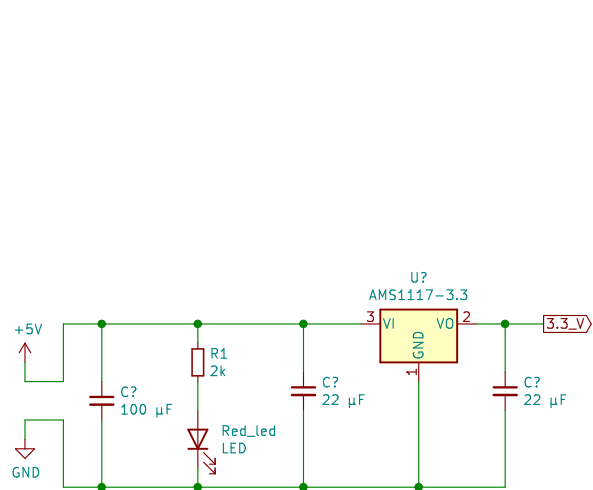 U?
AMS1117-3.3
+5V
3
VI
VO
2
3.3_V
GND
1
R1
2k
C?
100 µF
C?
22 µF
C?
22 µF
Red_led
LED
GND